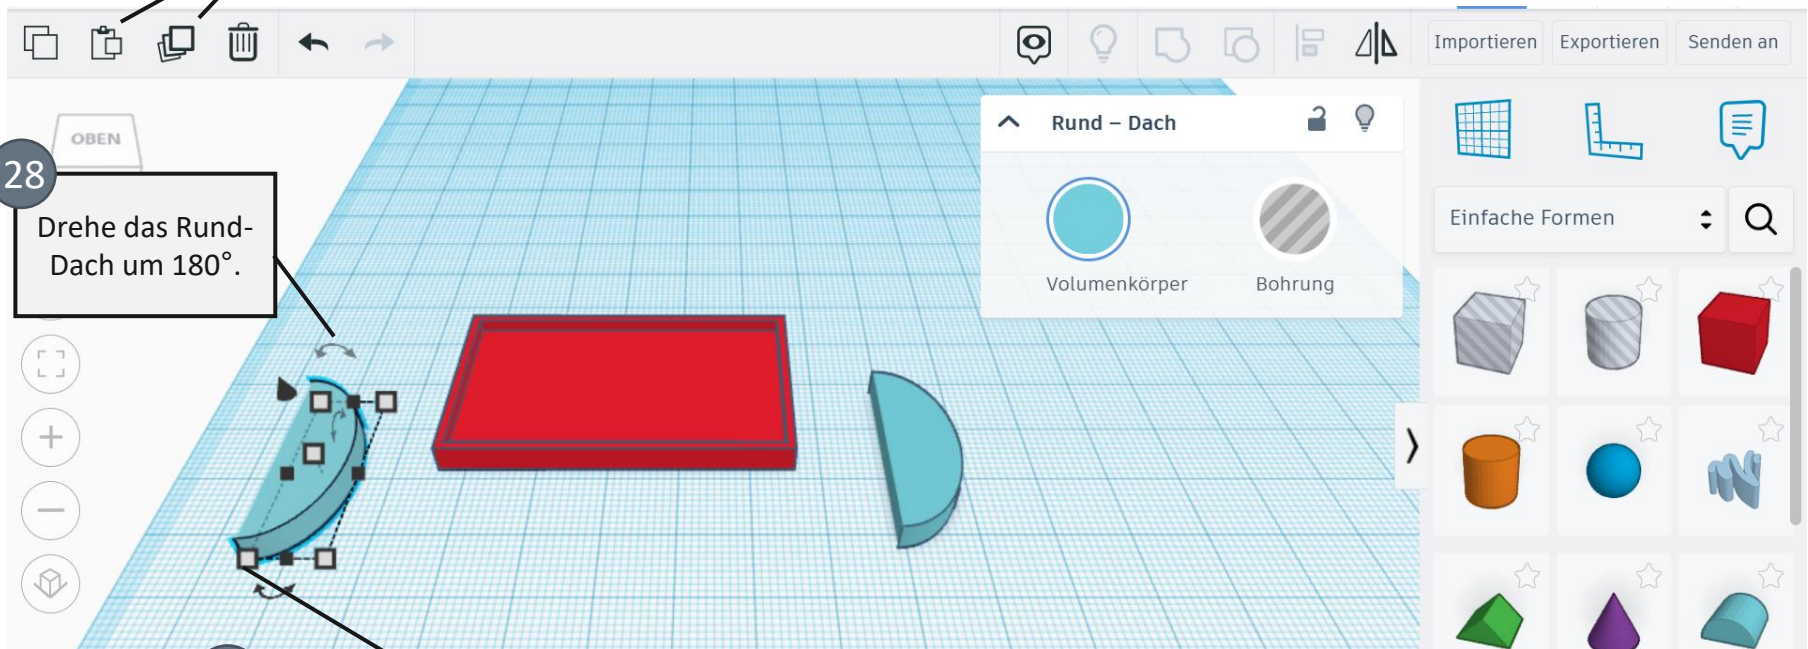 Importieren
Exportieren
Senden an
OBEN
28
Drehe das Rund-
Dach um 180°.
Rund – Dach
Volumenkörper
Bohrung
Einfache Formen